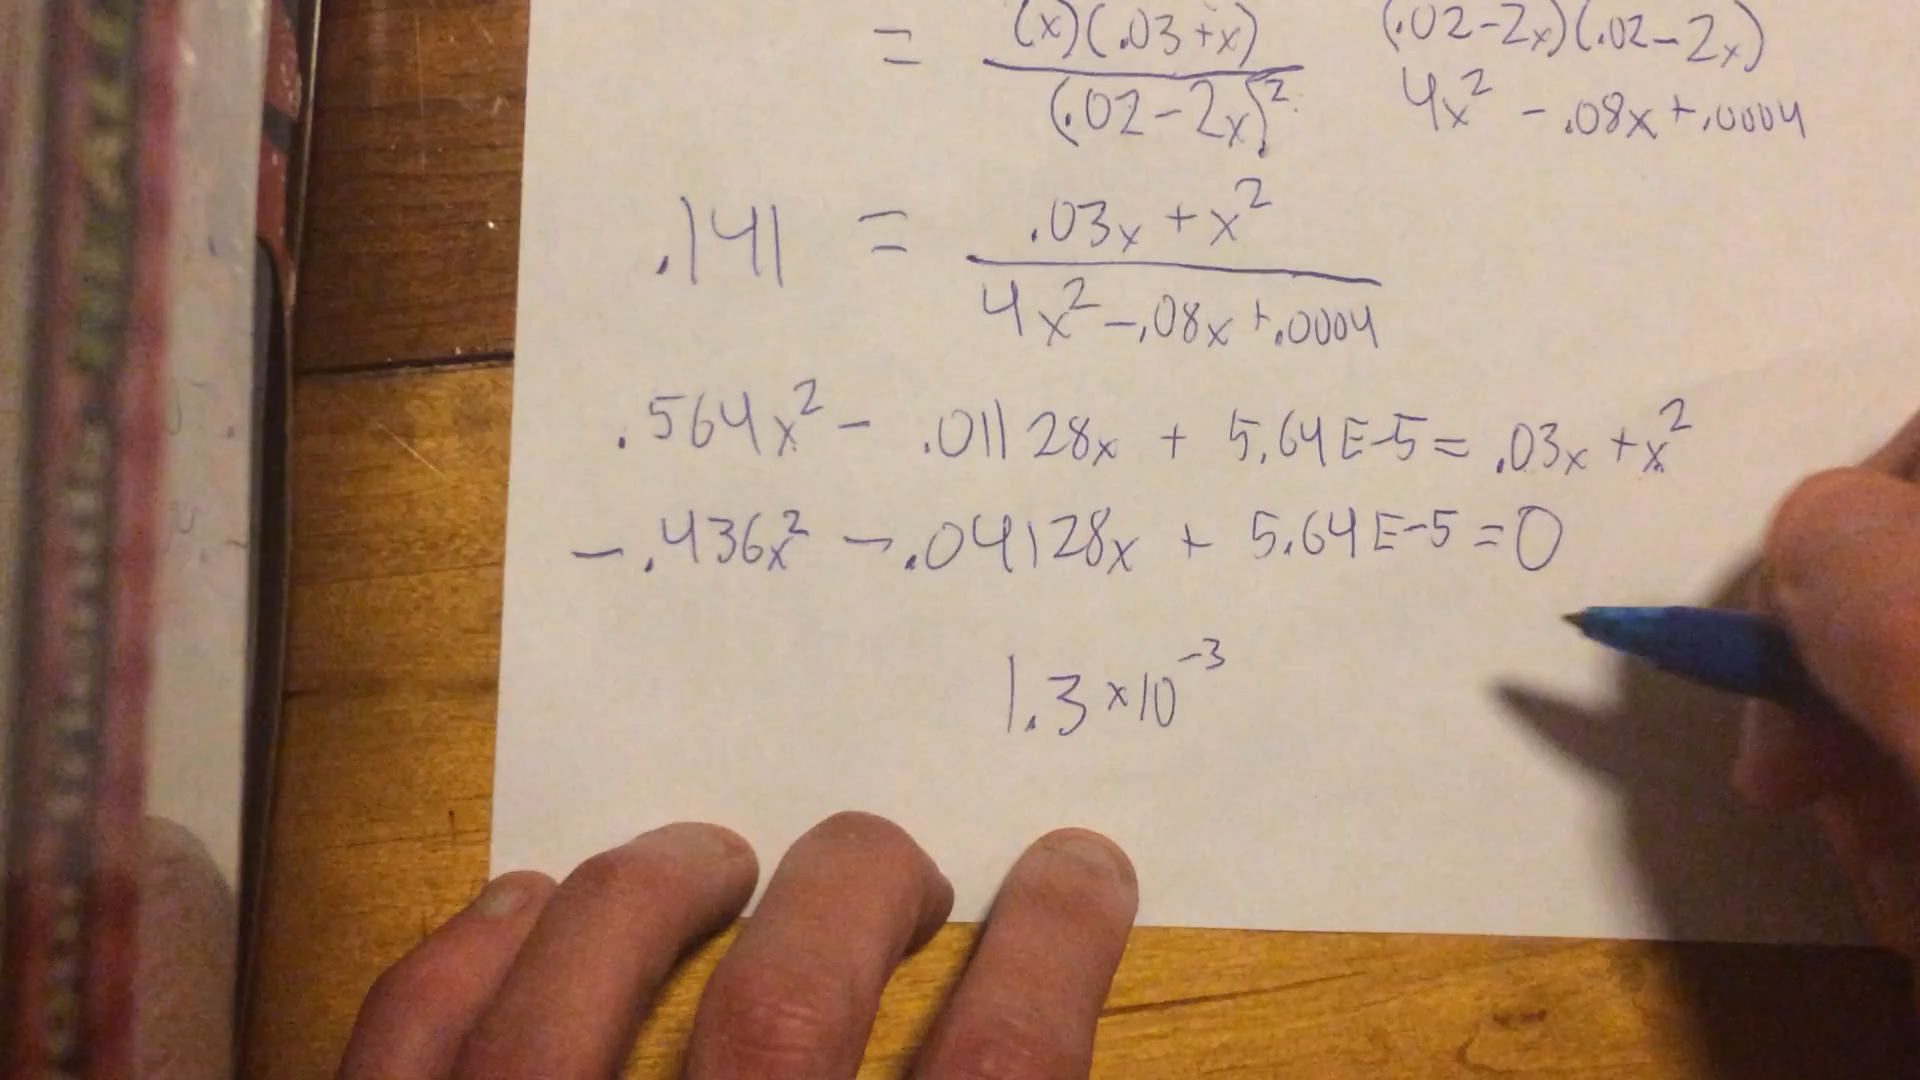 = (x)(.03+x) / (.02-2x)² (.02-2x)(.02-2x)
4x² - .08x + .0004
.141 = .03x + x² / 4x² - .08x + .0004
.564x² - .01128x + 5.64E-5 = .03x + x²
- .436x² - .04128x + 5.64E-5 = 0
1.3 x 10⁻³